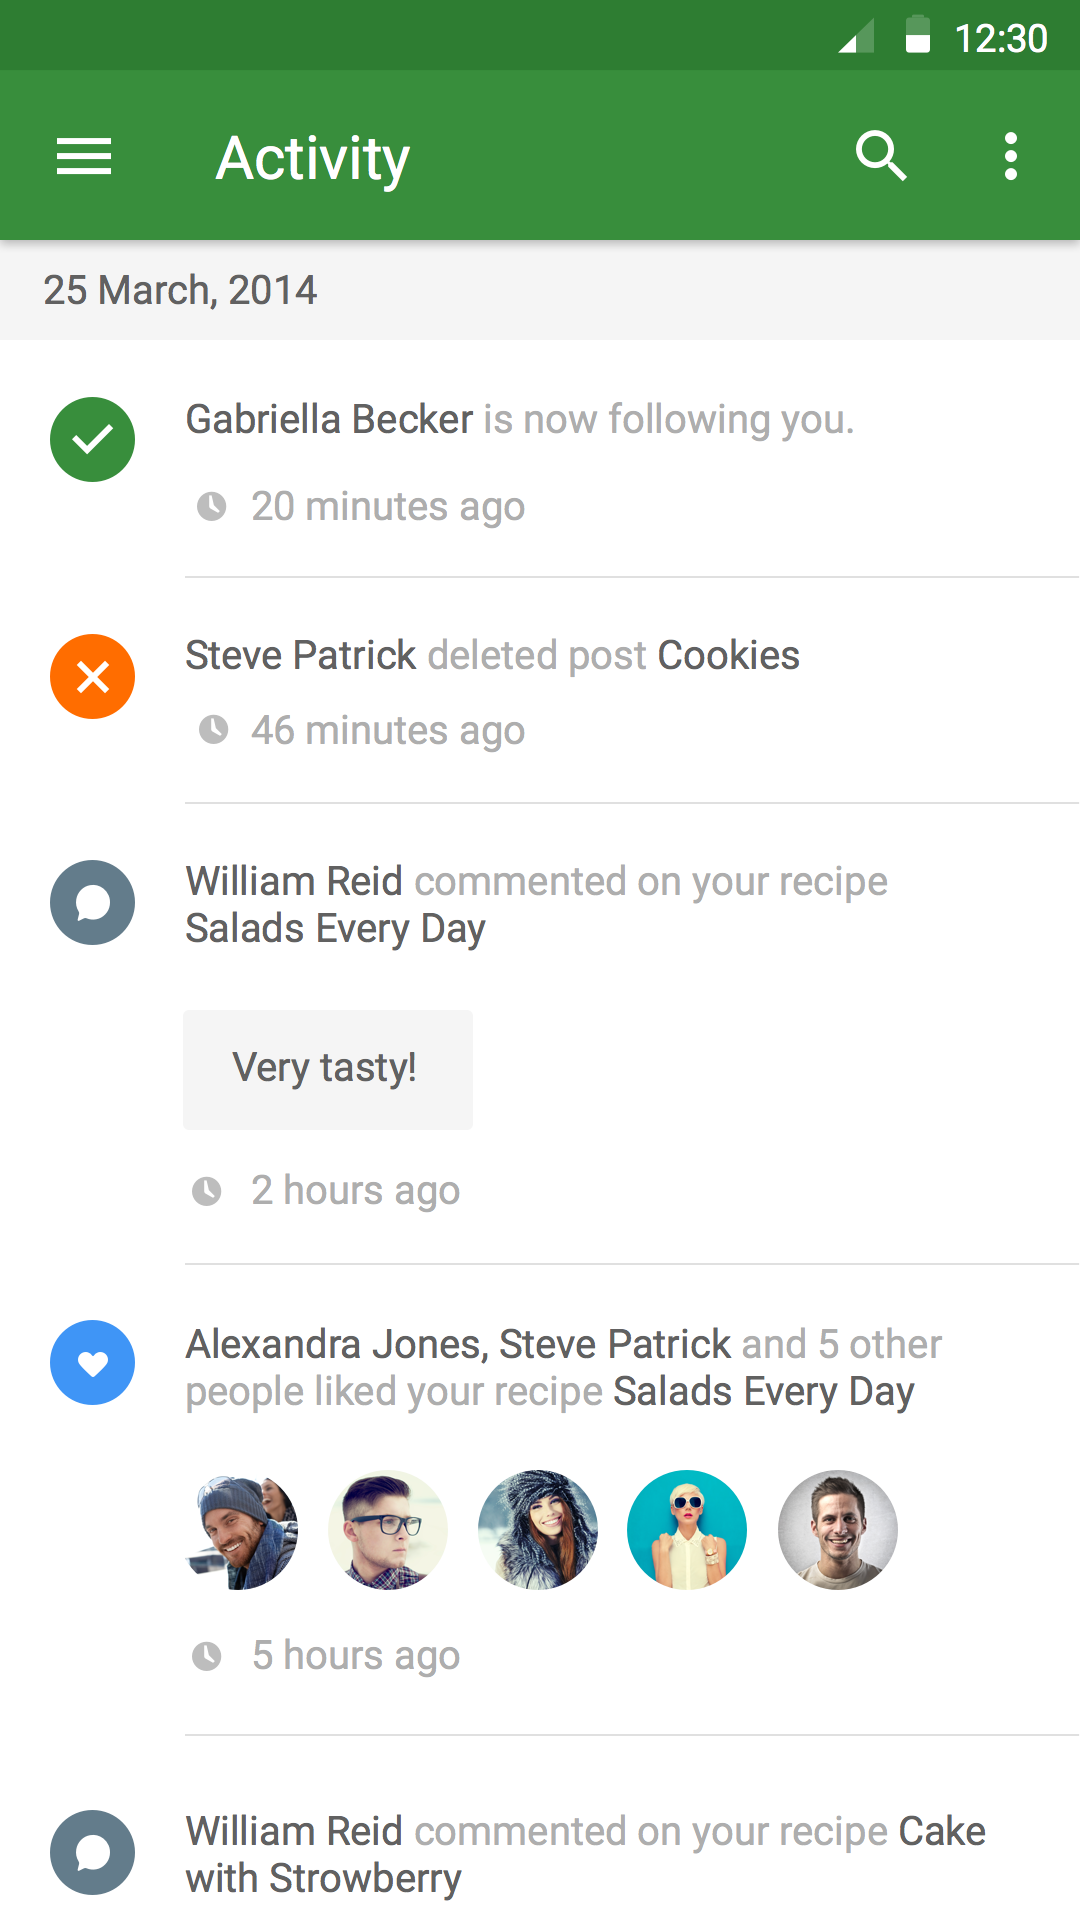 12:30
Activity
25 March, 2014
Gabriella Becker is now following you.
20 minutes ago
Steve Patrick deleted post Cookies
46 minutes ago
William Reid commented on your recipe
Salads Every Day
Very tasty!
2 hours ago
Alexandra Jones, Steve Patrick and 5 other
people liked your recipe Salads Every Day
5 hours ago
William Reid commented on your recipe Cake
with Strowberry